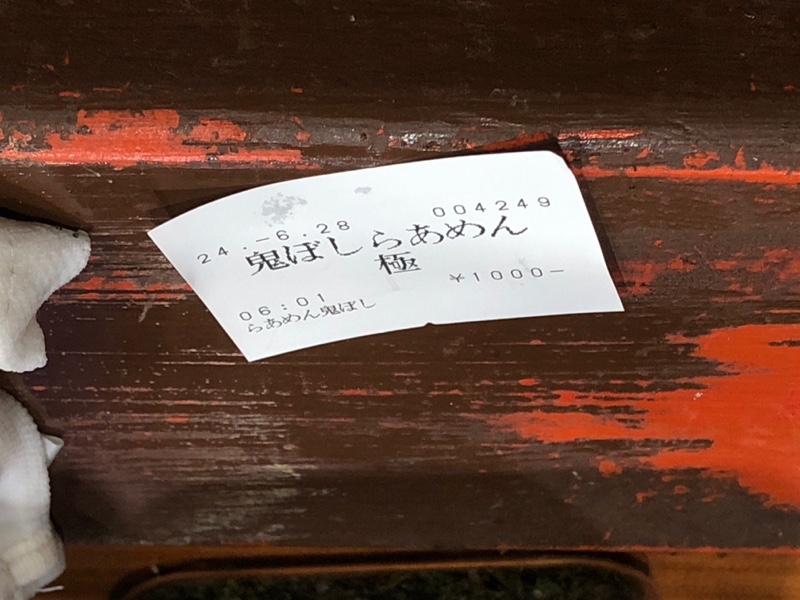 24.-6.28 004249
鬼ぼしらあめん
極
¥1000-
06:01
らあめん鬼ぼし